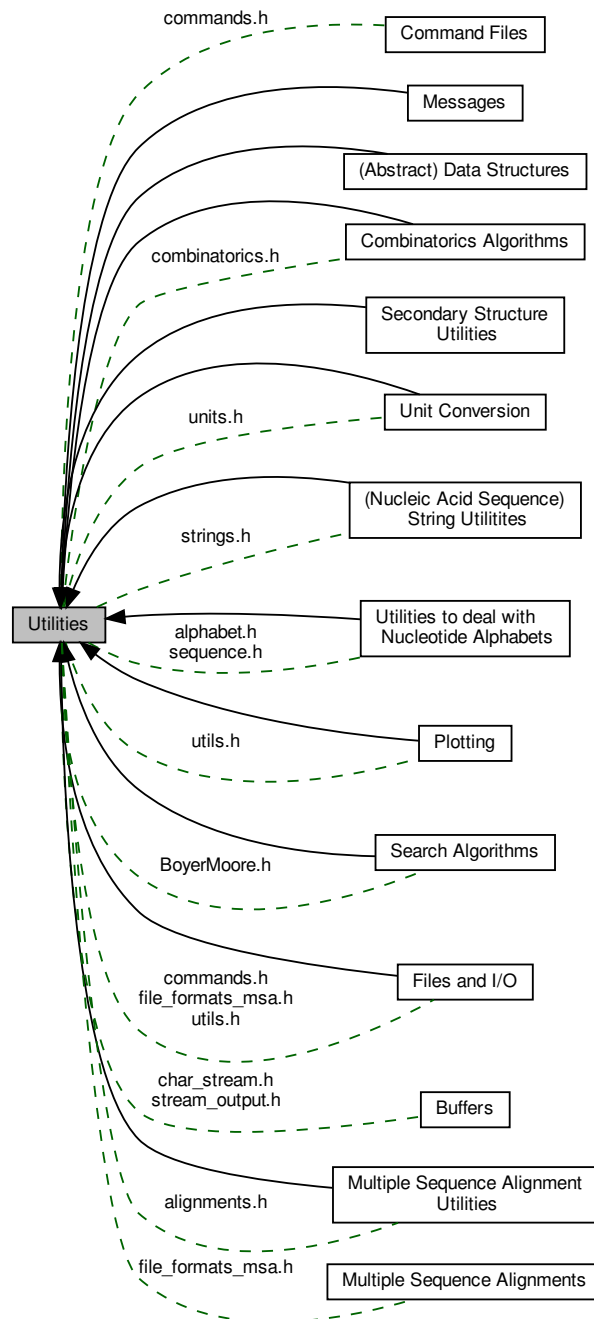 commands.h
Command Files
Messages
(Abstract) Data Structures
Combinatorics Algorithms
combinatorics.h
Secondary Structure
Utilities
Unit Conversion
units.h
(Nucleic Acid Sequence)
String Utilitites
strings.h
Utilities
Utilities to deal with
Nucleotide Alphabets
alphabet.h
sequence.h
Plotting
utils.h
Search Algorithms
BoyerMoore.h
Files and I/O
commands.h
file_formats_msa.h
utils.h
char_stream.h
stream_output.h
Buffers
Multiple Sequence Alignment
Utilities
alignments.h
file_formats_msa.h
Multiple Sequence Alignments